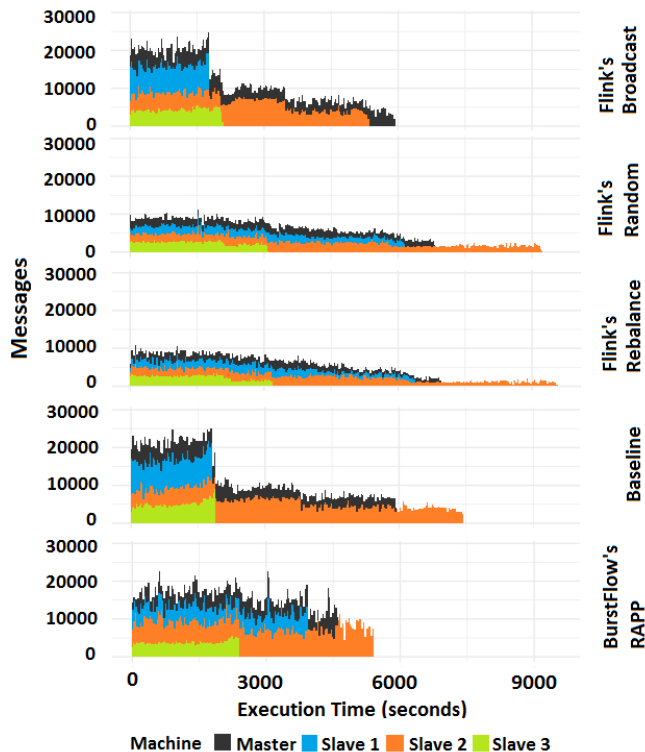 30000
20000
10000
0
Flink's
Broadcast
30000
20000
10000
0
Flink's
Random
30000
20000
10000
0
Flink's
Rebalance
30000
20000
10000
0
Baseline
30000
20000
10000
0
BurstFlow's
RAPP
Messages
0 3000 6000 9000
Execution Time (seconds)
Machine Master Slave 1 Slave 2 Slave 3